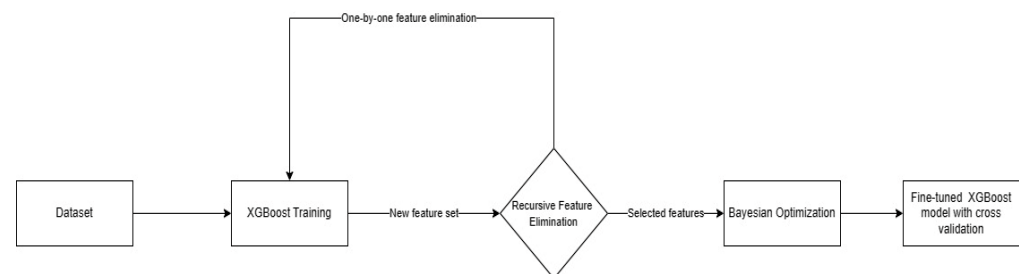 One-by-one feature elimination
Dataset
XGBoost Training
New feature set
Recursive Feature
Elimination
Selected features
Bayesian Optimization
Fine-tuned XGBoost
model with cross
validation